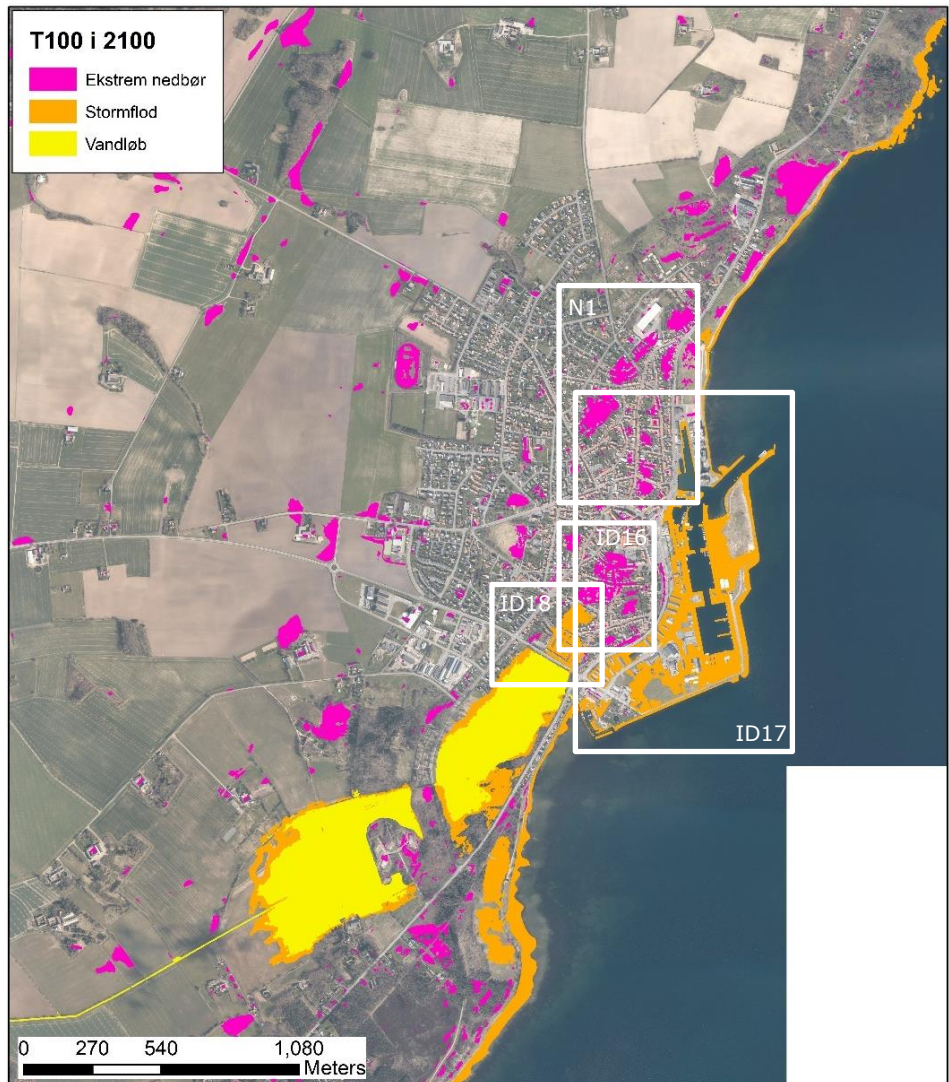 T100 i 2100
Ekstrem nedbør
Stormflod
Vandløb
N1
ID16
ID18
ID17
0 270 540 1,080
Meters